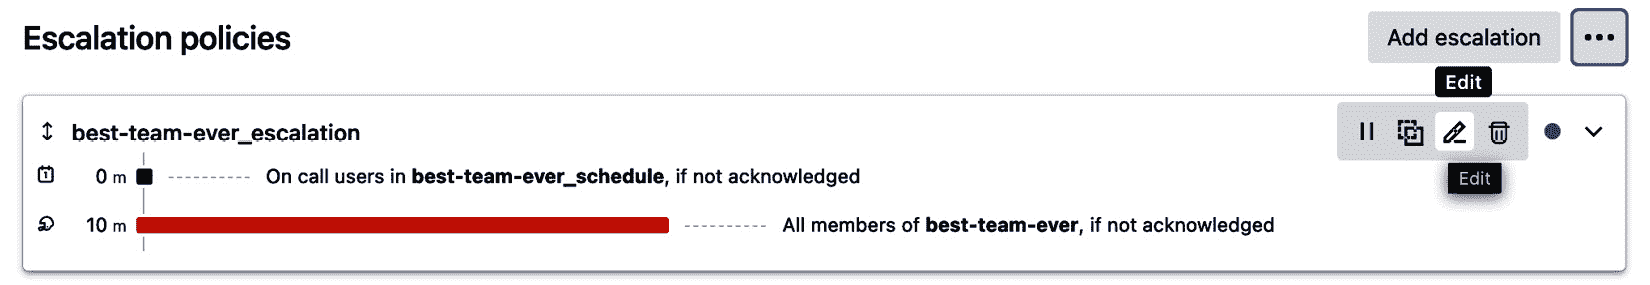 Escalation policies
Add escalation
Edit
best-team-ever_escalation
0 m On call users in best-team-ever_schedule, if not acknowledged
Edit
10 m All members of best-team-ever, if not acknowledged